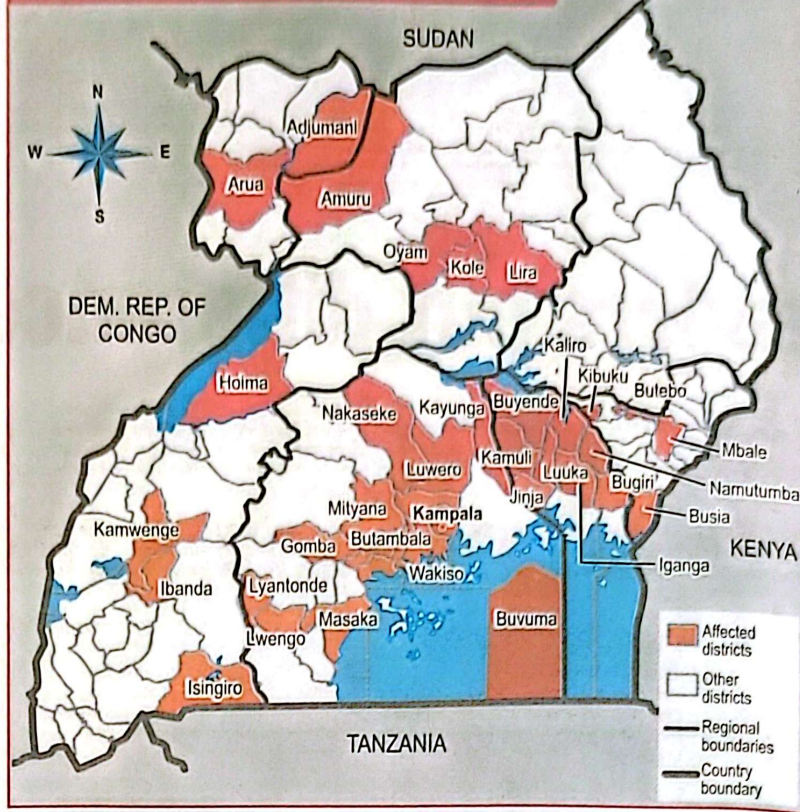 SUDAN
N
W
E
S
Adjumani
Arua
Amuru
Oyam
Kole
Lira
DEM. REP. OF
CONGO
Kaliro
Hoima
Kibuku
Butebo
Nakaseke
Kayunga
Buyende
Mbale
Luwero
Kamuli
Luuka
Bugiri
Namutumba
Jinja
Mityana
Kampala
Busia
Kamwenge
Gomba
Butambala
KENYA
Iganga
Wakiso
Ibanda
Lyantonde
Masaka
Buvuma
Lwengo
Affected
districts
Isingiro
Other
districts
Regional
boundaries
TANZANIA
Country
boundary